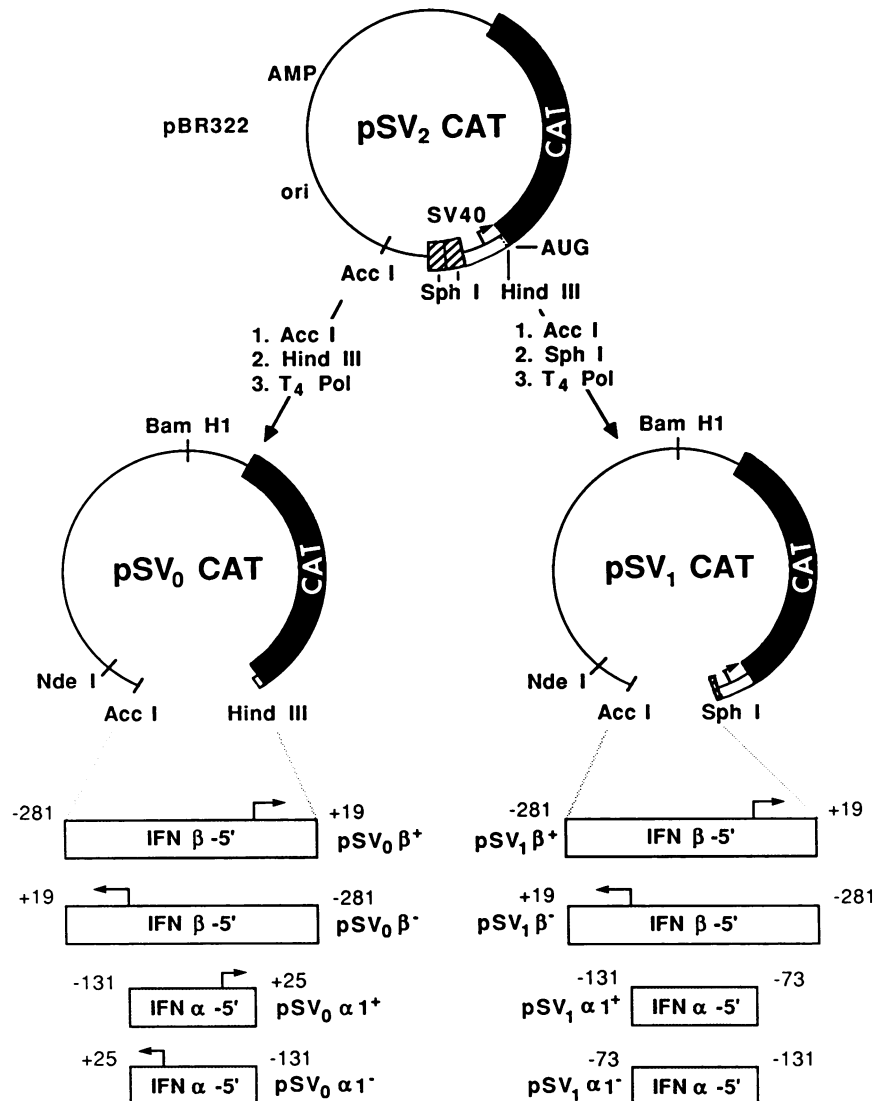 AMP
pBR322
pSV₂ CAT
CAT
ori
SV40
AUG
Acc I
Sph I
Hind III
1. Acc I
2. Hind III
3. T₄ Pol
1. Acc I
2. Sph I
3. T₄ Pol
Bam H1
Bam H1
pSV₀ CAT
CAT
pSV₁ CAT
CAT
Nde I
Acc I
Hind III
Nde I
Acc I
Sph I
-281
+19
IFN β -5'
pSV₀ β⁺
-281
+19
pSV₁ β⁺
IFN β -5'
+19
-281
IFN β -5'
pSV₀ β⁻
+19
-281
pSV₁ β⁻
IFN β -5'
-131
+25
IFN α -5'
pSV₀ α1⁺
-131
-73
pSV₁ α1⁺
IFN α -5'
+25
-131
IFN α -5'
pSV₀ α1⁻
-73
-131
pSV₁ α1⁻
IFN α -5'